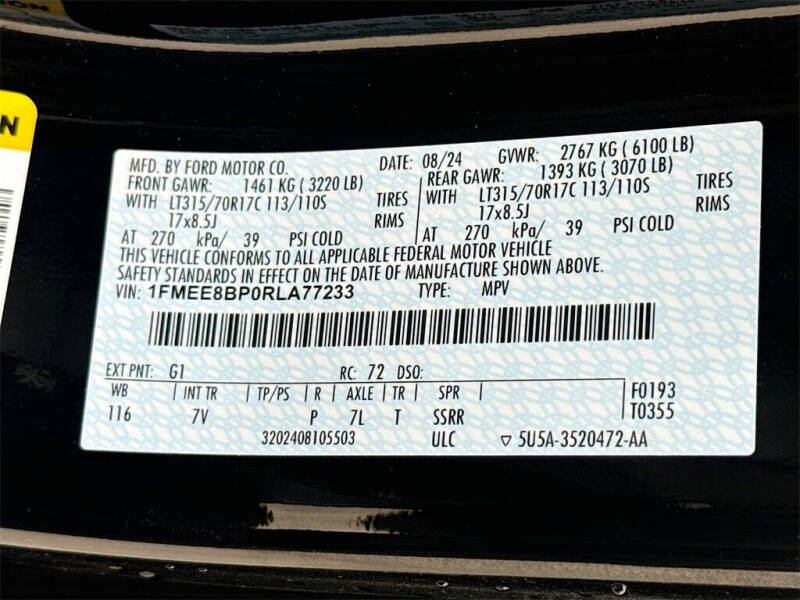 N
MFD. BY FORD MOTOR CO. DATE: 08/24 GVWR: 2767 KG ( 6100 LB)
FRONT GAWR: 1461 KG ( 3220 LB) REAR GAWR: 1393 KG ( 3070 LB)
WITH LT315/70R17C 113/110S TIRES WITH LT315/70R17C 113/110S TIRES
17x8.5J RIMS 17x8.5J RIMS
AT 270 kPa/ 39 PSI COLD AT 270 kPa/ 39 PSI COLD
THIS VEHICLE CONFORMS TO ALL APPLICABLE FEDERAL MOTOR VEHICLE
SAFETY STANDARDS IN EFFECT ON THE DATE OF MANUFACTURE SHOWN ABOVE.
VIN: 1FMEE8BP0RLA77233 TYPE: MPV
EXT PNT: G1 RC: 72 DSO:
WB INT TR TP/PS R AXLE TR SPR F0193
116 7V P 7L T SSRR T0355
3202408105503 ULC ▽ 5U5A-3520472-AA